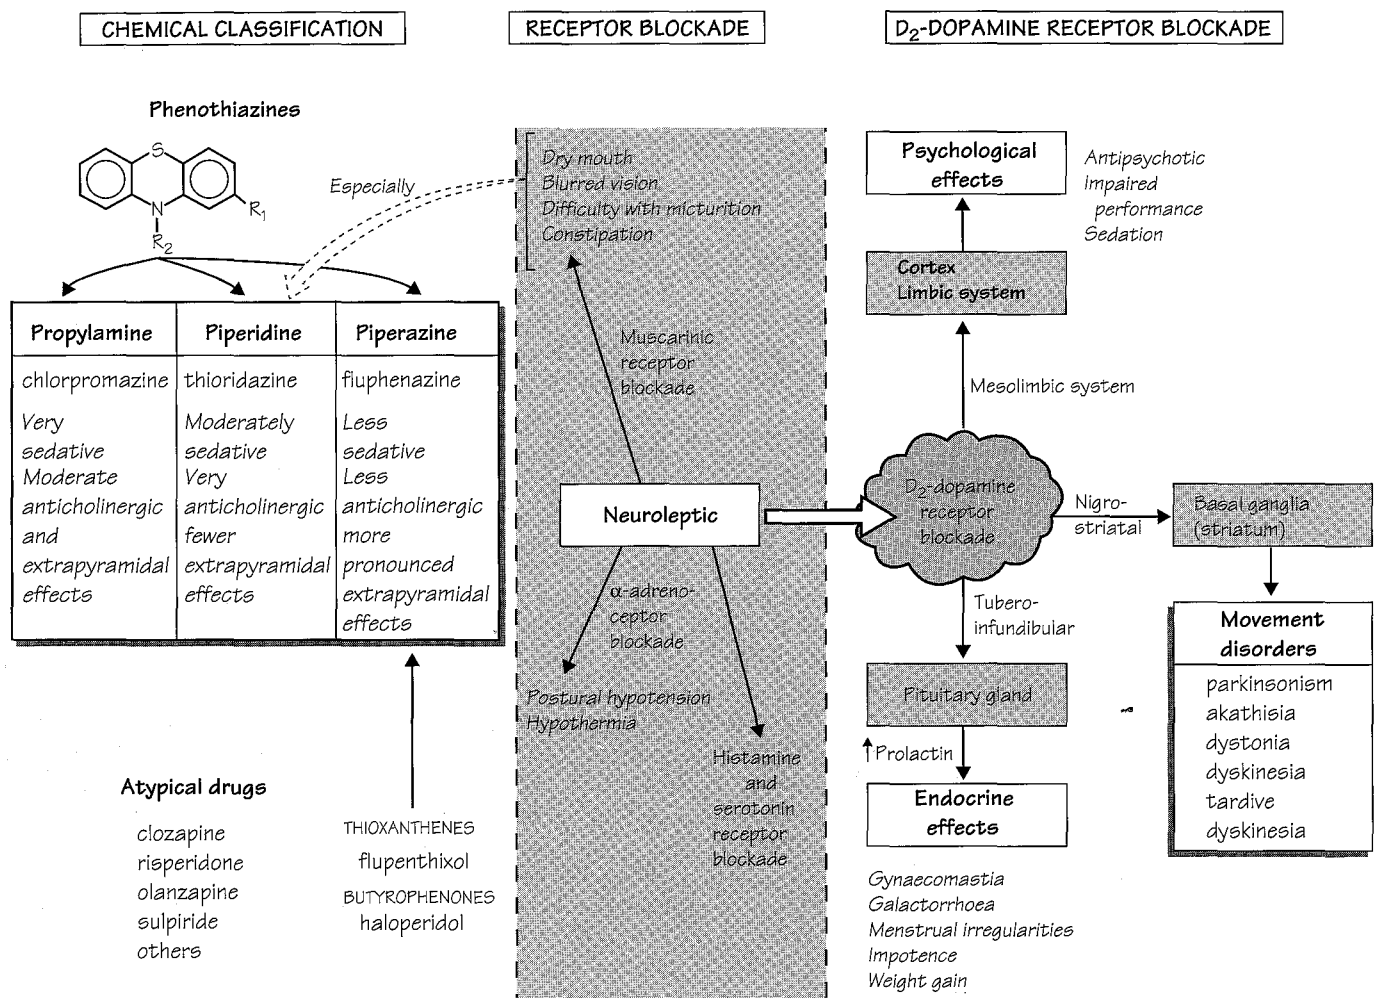 CHEMICAL CLASSIFICATION
RECEPTOR BLOCKADE
D2-DOPAMINE RECEPTOR BLOCKADE
Phenothiazines
S
N
R1
R2
Especially
Propylamine
chlorpromazine
Very
sedative
Moderate
anticholinergic
and
extrapyramidal
effects
Piperidine
thioridazine
Moderately
sedative
Very
anticholinergic
fewer
extrapyramidal
effects
Piperazine
fluphenazine
Less
sedative
Less
anticholinergic
more
pronounced
extrapyramidal
effects
Atypical drugs
clozapine
risperidone
olanzapine
sulpiride
others
THIOXANTHENES
flupenthixol
BUTYROPHENONES
haloperidol
Dry mouth
Blurred vision
Difficulty with micturition
Constipation
Muscarinic
receptor
blockade
Neuroleptic
α-adreno-
ceptor
blockade
Postural hypotension
Hypothermia
Histamine
and
serotonin
receptor
blockade
Psychological
effects
Antipsychotic
Impaired
performance
Sedation
Cortex
Limbic system
Mesolimbic system
D2-dopamine
receptor
blockade
Nigro-
striatal
Basal ganglia
(striatum)
Movement
disorders
parkinsonism
akathisia
dystonia
dyskinesia
tardive
dyskinesia
Tubero-
infundibular
Pituitary gland
↑Prolactin
Endocrine
effects
Gynaecomastia
Galactorrhoea
Menstrual irregularities
Impotence
Weight gain